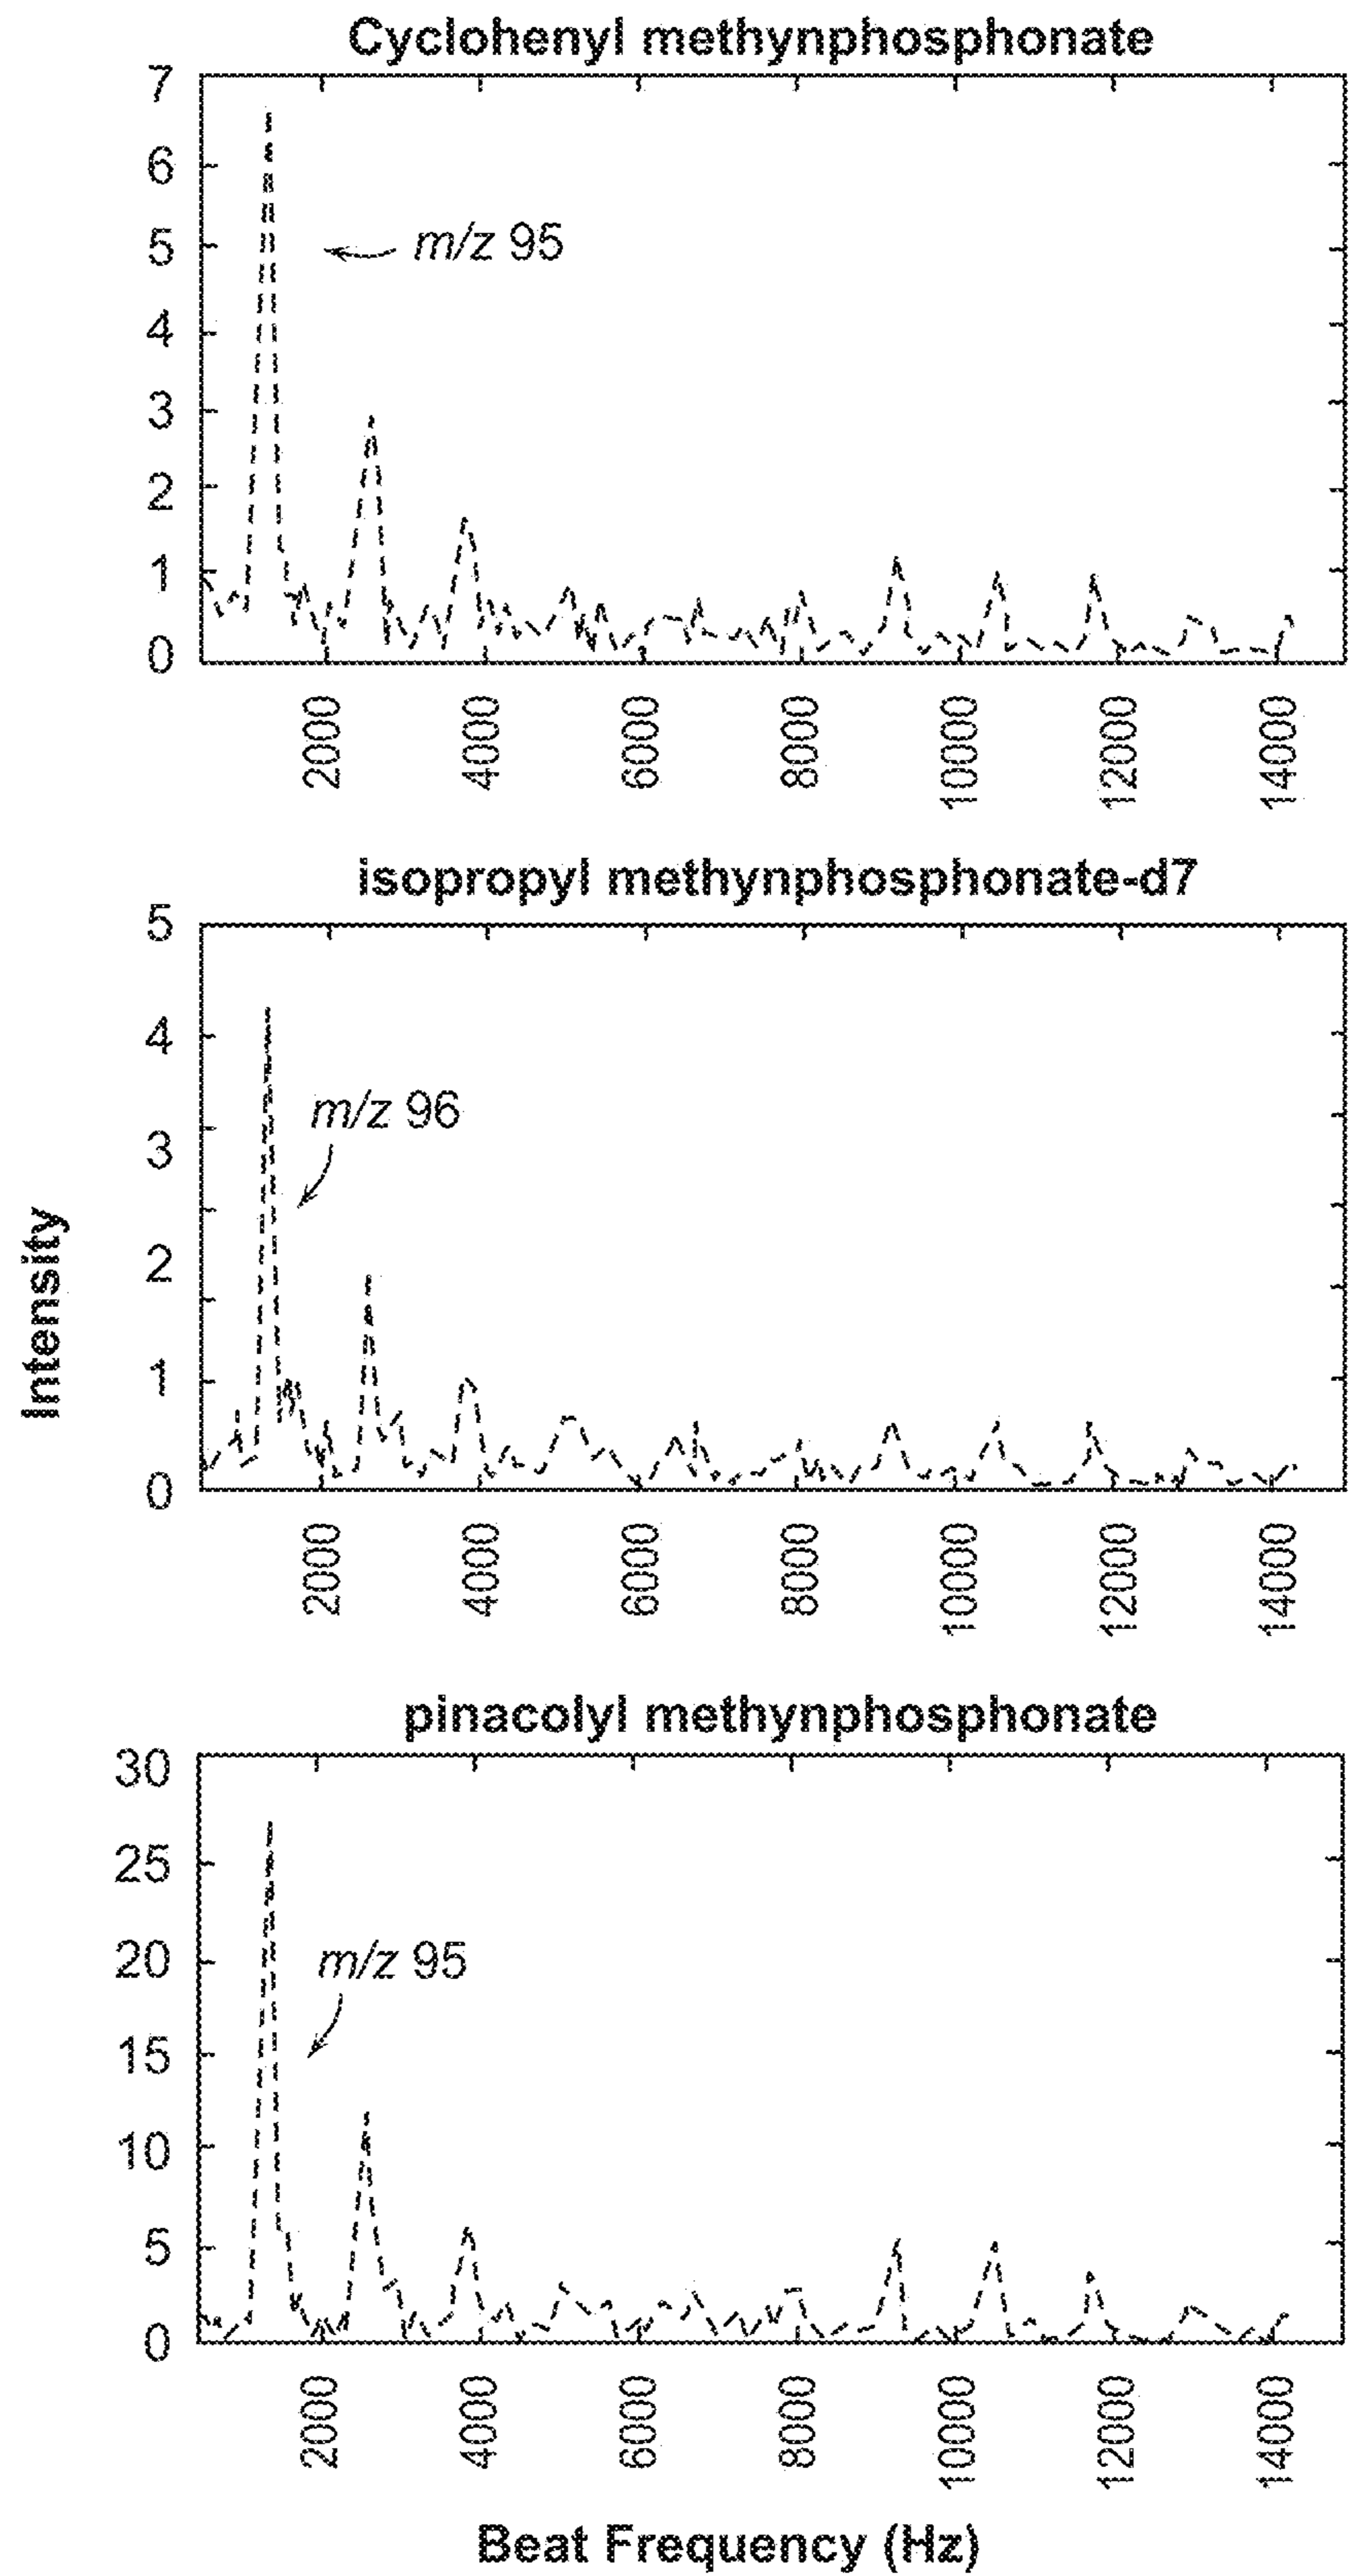 Cyclohenyl methynphosphonate
7
6
5
4
3
2
1
0
m/z 95
2000 4000 6000 8000 10000 12000 14000
isopropyl methynphosphonate-d7
5
4
3
2
1
0
m/z 96
2000 4000 6000 8000 10000 12000 14000
Intensity
pinacolyl methynphosphonate
30
25
20
15
10
5
0
m/z 95
2000 4000 6000 8000 10000 12000 14000
Beat Frequency (Hz)